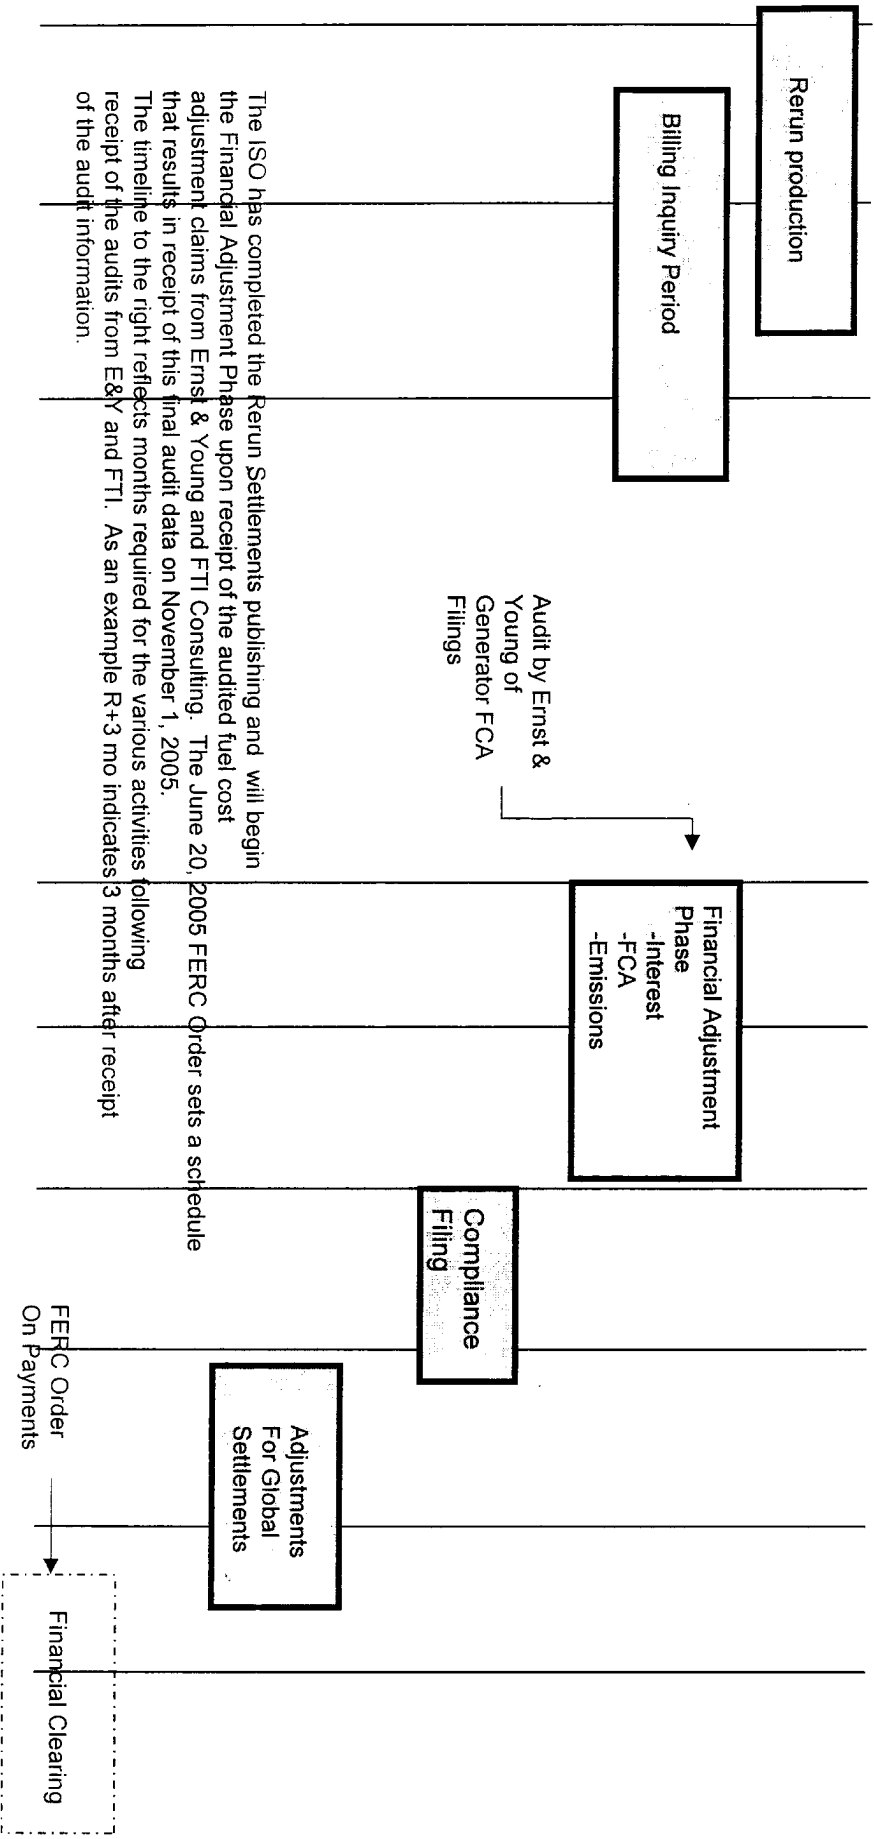 Rerun production
Billing Inquiry Period
Audit by Ernst &
Young of
Generator FCA
Filings
Financial Adjustment
Phase
-Interest
-FCA
-Emissions
Compliance
Filing
Adjustments
For Global
Settlements
The ISO has completed the Rerun Settlements publishing and will begin
the Financial Adjustment Phase upon receipt of the audited fuel cost
adjustment claims from Ernst & Young and FTI Consulting. The June 20, 2005 FERC Order sets a schedule
that results in receipt of this final audit data on November 1, 2005.
The timeline to the right reflects months required for the various activities following
receipt of the audits from E&Y and FTI. As an example R+3 mo indicates 3 months after receipt
of the audit information.
FERC Order
On Payments
Financial Clearing